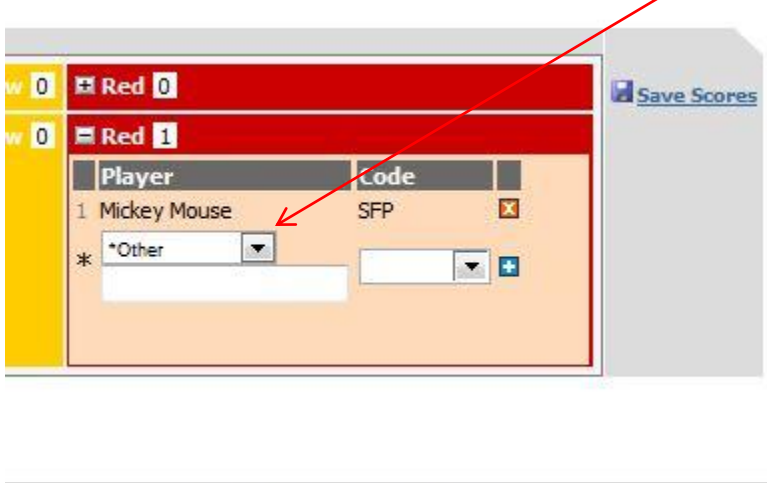 w 0 Red 0
Save Scores
w 0 Red 1
Player Code
1 Mickey Mouse SFP
*Other
*